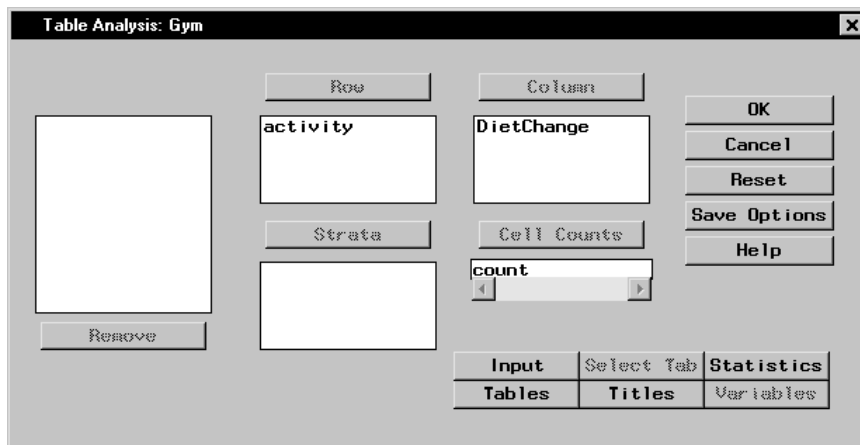 Table Analysis: Gym
Row
Column
activity
DietChange
OK
Cancel
Reset
Save Options
Help
Strata
Cell Counts
count
Remove
Input Select Tab Statistics
Tables Titles Variables